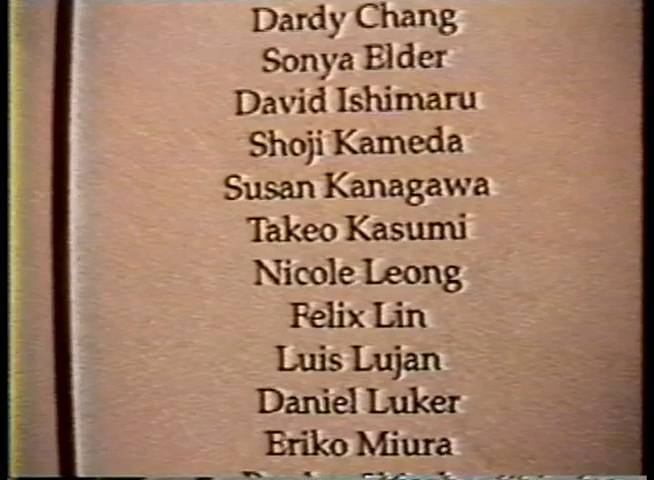 Dardy Chang
Sonya Elder
David Ishimaru
Shoji Kameda
Susan Kanagawa
Takeo Kasumi
Nicole Leong
Felix Lin
Luis Lujan
Daniel Luker
Eriko Miura